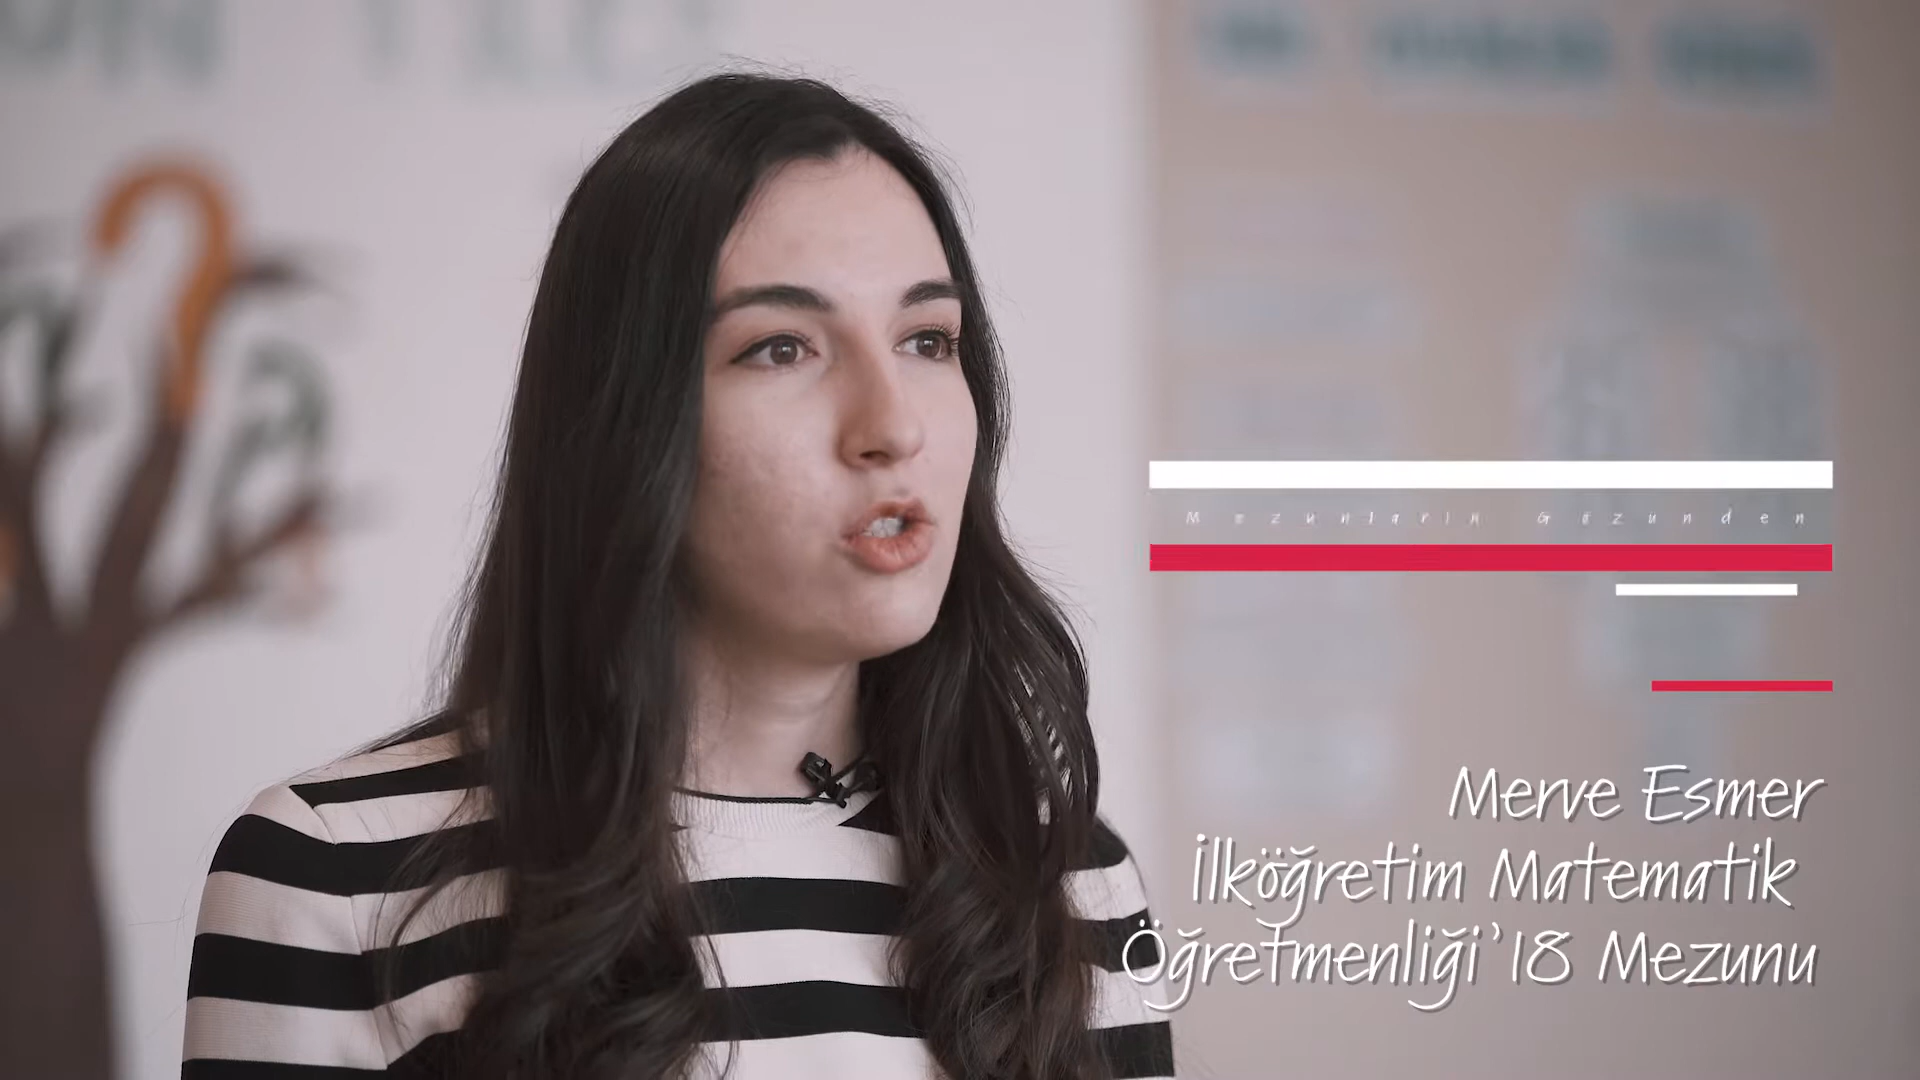 Mezunların Gözünden
Merve Esmer
İlköğretim Matematik
Öğretmenliği'18 Mezunu